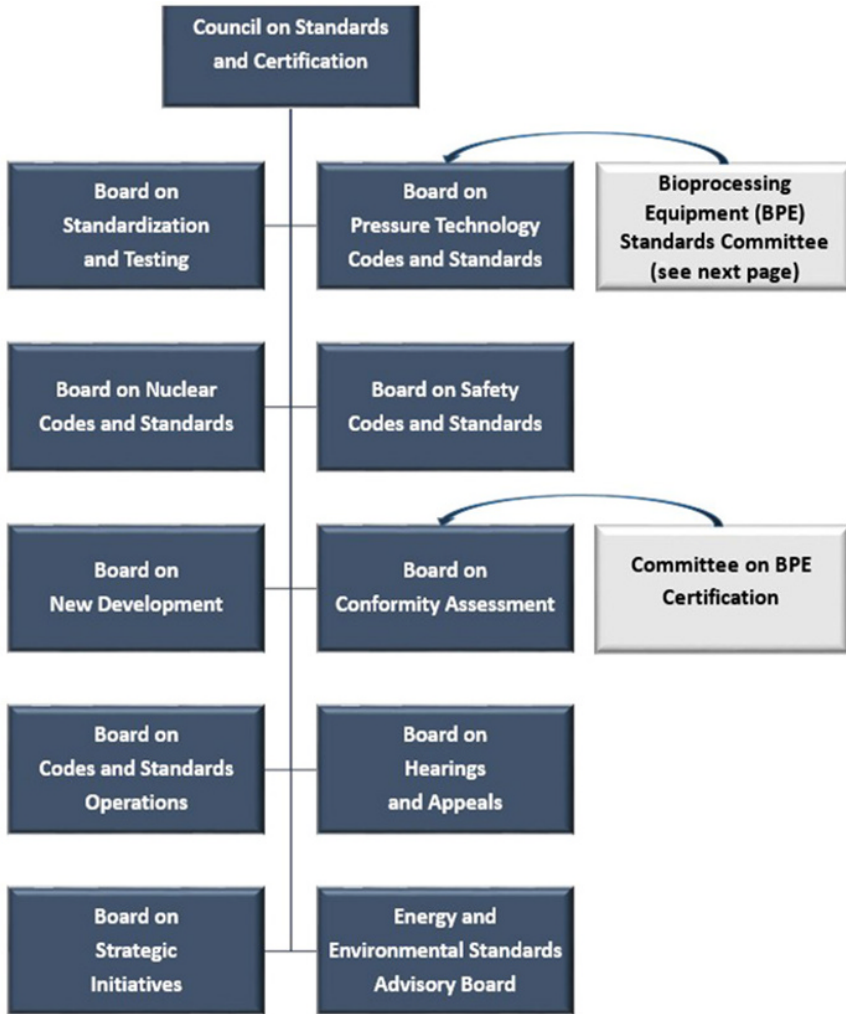 Council on Standards
and Certification
Board on
Standardization
and Testing
Board on
Pressure Technology
Codes and Standards
Bioprocessing
Equipment (BPE)
Standards Committee
(see next page)
Board on Nuclear
Codes and Standards
Board on Safety
Codes and Standards
Board on
New Development
Board on
Conformity Assessment
Committee on BPE
Certification
Board on
Codes and Standards
Operations
Board on
Hearings
and Appeals
Board on
Strategic
Initiatives
Energy and
Environmental Standards
Advisory Board